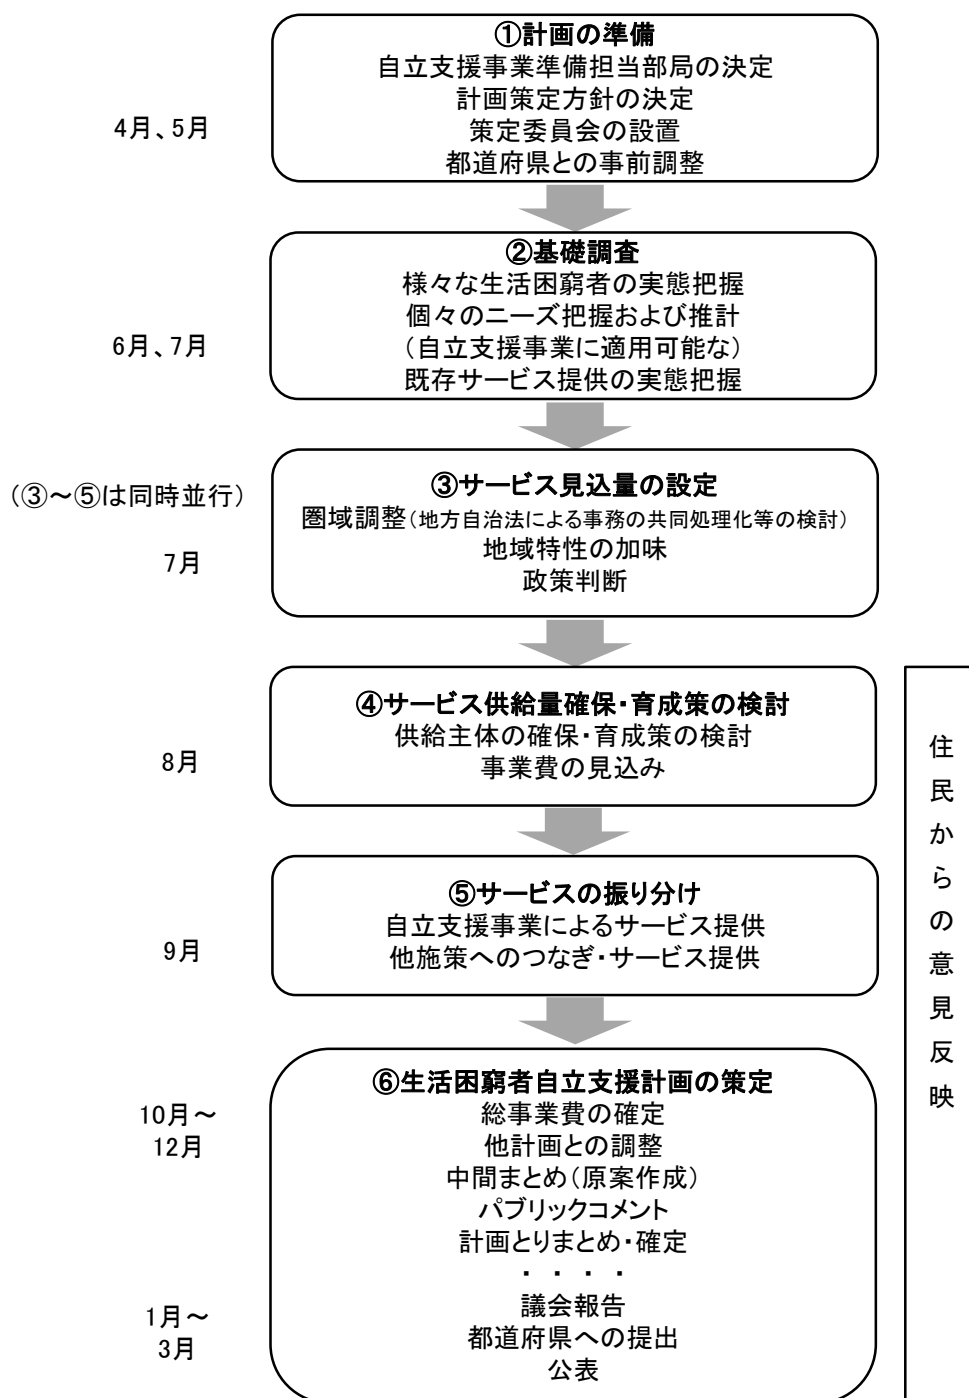 ①計画の準備
自立支援事業準備担当部局の決定
計画策定方針の決定
4月、5月
策定委員会の設置
都道府県との事前調整
②基礎調査
様々な生活困窮者の実態把握
個々のニーズ把握および推計
6月、7月
（自立支援事業に適用可能な）
既存サービス提供の実態把握
（③～⑤は同時並行）
③サービス見込量の設定
圏域調整（地方自治法による事務の共同処理化等の検討）
7月
地域特性の加味
政策判断
④サービス供給量確保・育成策の検討
供給主体の確保・育成策の検討
8月
事業費の見込み
⑤サービスの振り分け
自立支援事業によるサービス提供
9月
他施策へのつなぎ・サービス提供
⑥生活困窮者自立支援計画の策定
10月～
12月
総事業費の確定
他計画との調整
中間まとめ（原案作成）
パブリックコメント
計画とりまとめ・確定
・・・・
1月～
3月
議会報告
都道府県への提出
公表
住民からの意見反映